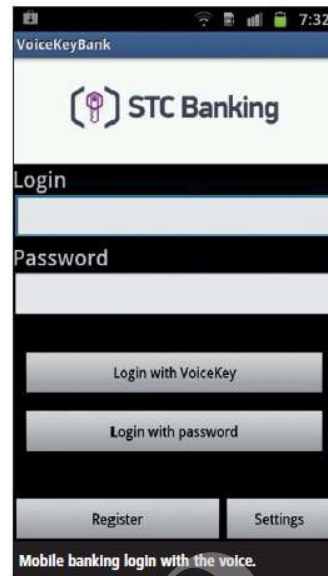 7:32
VoiceKeyBank
STC Banking
Login
Password
Login with VoiceKey
Login with password
Register Settings
Mobile banking login with the voice.